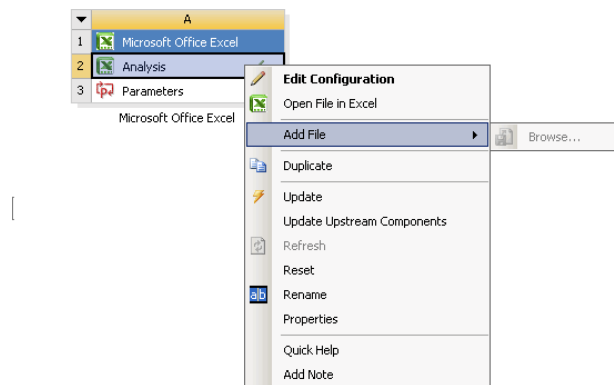 A
1 Microsoft Office Excel
2 Analysis
3 Parameters
Microsoft Office Excel
Edit Configuration
Open File in Excel
Add File
Browse...
Duplicate
Update
Update Upstream Components
Refresh
Reset
a|b Rename
Properties
Quick Help
Add Note